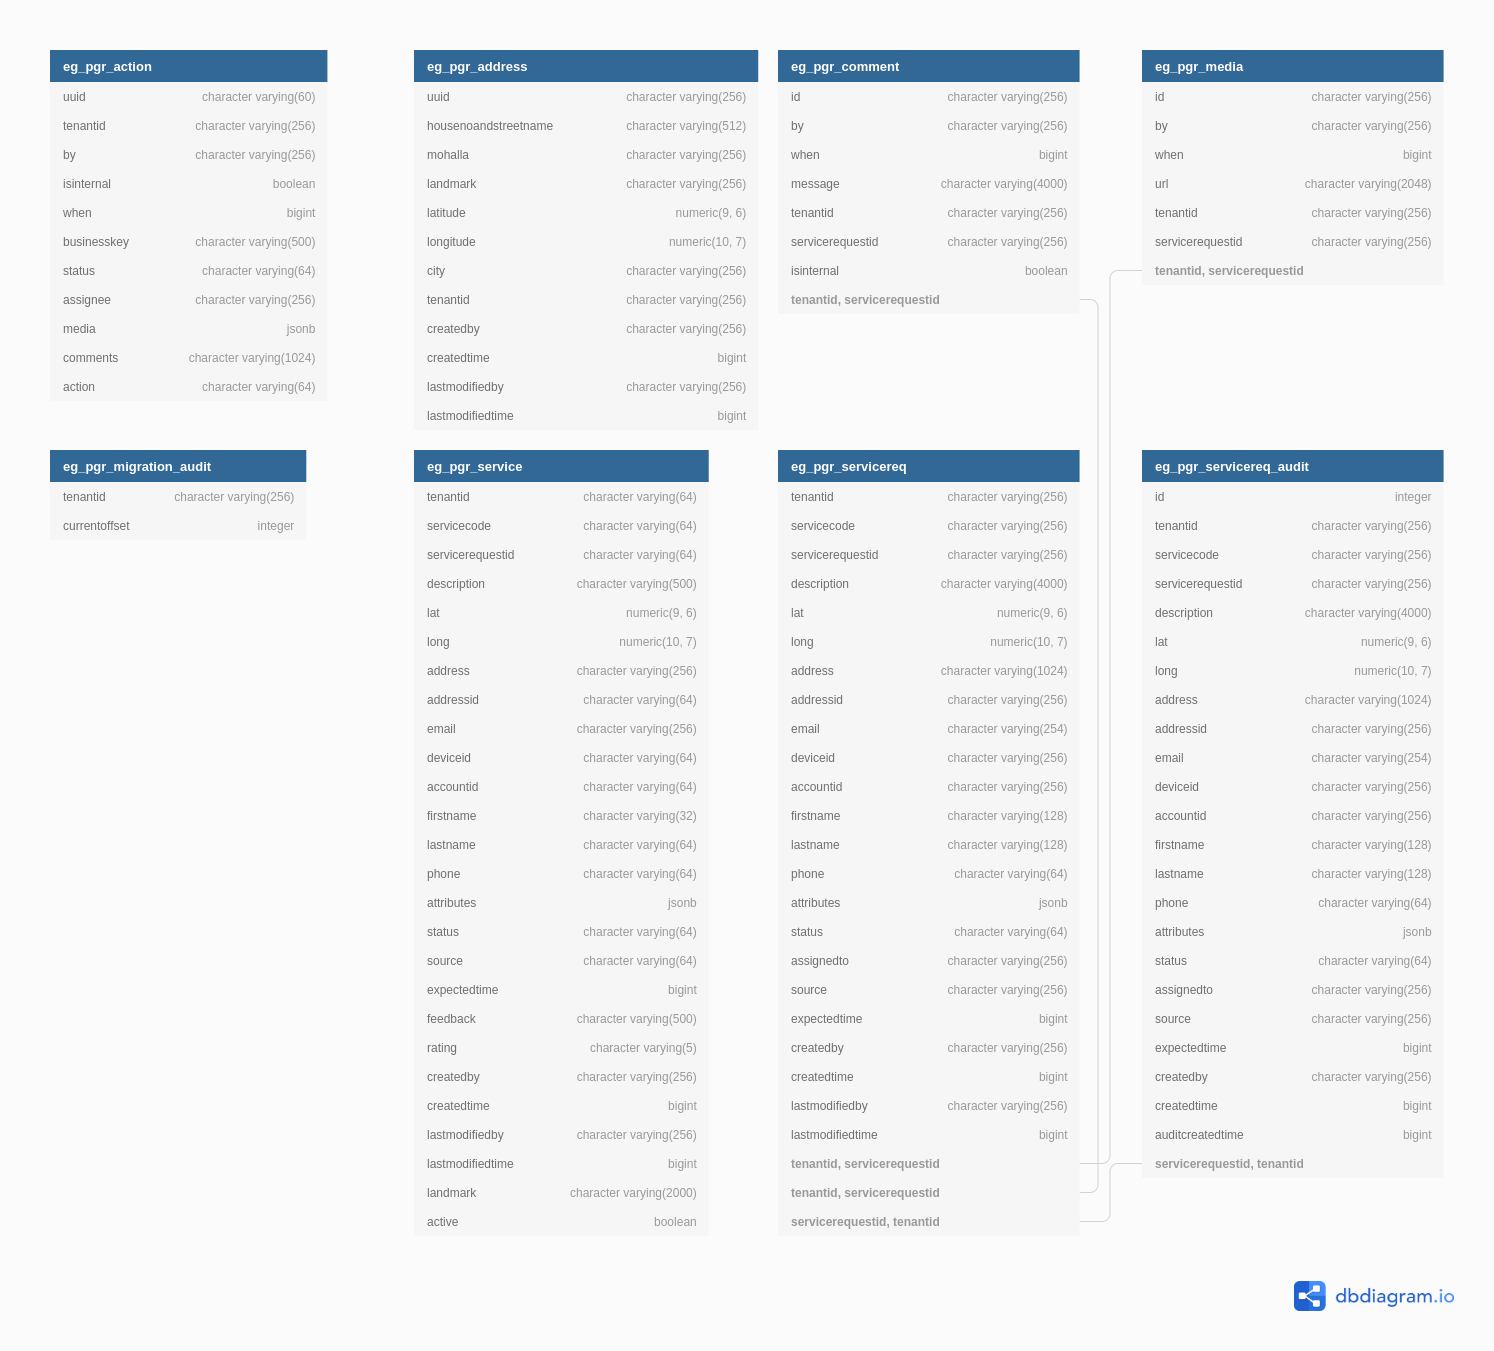 eg_pgr_action
uuid character varying(60)
tenantid character varying(256)
by character varying(256)
isinternal boolean
when bigint
businesskey character varying(500)
status character varying(64)
assignee character varying(256)
media jsonb
comments character varying(1024)
action character varying(64)
eg_pgr_address
uuid character varying(256)
housenoandstreetname character varying(512)
mohalla character varying(256)
landmark character varying(256)
latitude numeric(9, 6)
longitude numeric(10, 7)
city character varying(256)
tenantid character varying(256)
createdby character varying(256)
createdtime bigint
lastmodifiedby character varying(256)
lastmodifiedtime bigint
eg_pgr_comment
id character varying(256)
by character varying(256)
when bigint
message character varying(4000)
tenantid character varying(256)
servicerequestid character varying(256)
isinternal boolean
tenantid, servicerequestid
eg_pgr_media
id character varying(256)
by character varying(256)
when bigint
url character varying(2048)
tenantid character varying(256)
servicerequestid character varying(256)
tenantid, servicerequestid
eg_pgr_migration_audit
tenantid character varying(256)
currentoffset integer
eg_pgr_service
tenantid character varying(64)
servicecode character varying(64)
servicerequestid character varying(64)
description character varying(500)
lat numeric(9, 6)
long numeric(10, 7)
address character varying(256)
addressid character varying(64)
email character varying(256)
deviceid character varying(64)
accountid character varying(64)
firstname character varying(32)
lastname character varying(64)
phone character varying(64)
attributes jsonb
status character varying(64)
source character varying(64)
expectedtime bigint
feedback character varying(500)
rating character varying(5)
createdby character varying(256)
createdtime bigint
lastmodifiedby character varying(256)
lastmodifiedtime bigint
landmark character varying(2000)
active boolean
eg_pgr_servicereq
tenantid character varying(256)
servicecode character varying(256)
servicerequestid character varying(256)
description character varying(4000)
lat numeric(9, 6)
long numeric(10, 7)
address character varying(1024)
addressid character varying(256)
email character varying(254)
deviceid character varying(256)
accountid character varying(256)
firstname character varying(128)
lastname character varying(128)
phone character varying(64)
attributes jsonb
status character varying(64)
assignedto character varying(256)
source character varying(256)
expectedtime bigint
createdby character varying(256)
createdtime bigint
lastmodifiedby character varying(256)
lastmodifiedtime bigint
tenantid, servicerequestid
tenantid, servicerequestid
servicerequestid, tenantid
eg_pgr_servicereq_audit
id integer
tenantid character varying(256)
servicecode character varying(256)
servicerequestid character varying(256)
description character varying(4000)
lat numeric(9, 6)
long numeric(10, 7)
address character varying(1024)
addressid character varying(256)
email character varying(254)
deviceid character varying(256)
accountid character varying(256)
firstname character varying(128)
lastname character varying(128)
phone character varying(64)
attributes jsonb
status character varying(64)
assignedto character varying(256)
source character varying(256)
expectedtime bigint
createdby character varying(256)
createdtime bigint
auditcreatedtime bigint
servicerequestid, tenantid
dbdiagram.io